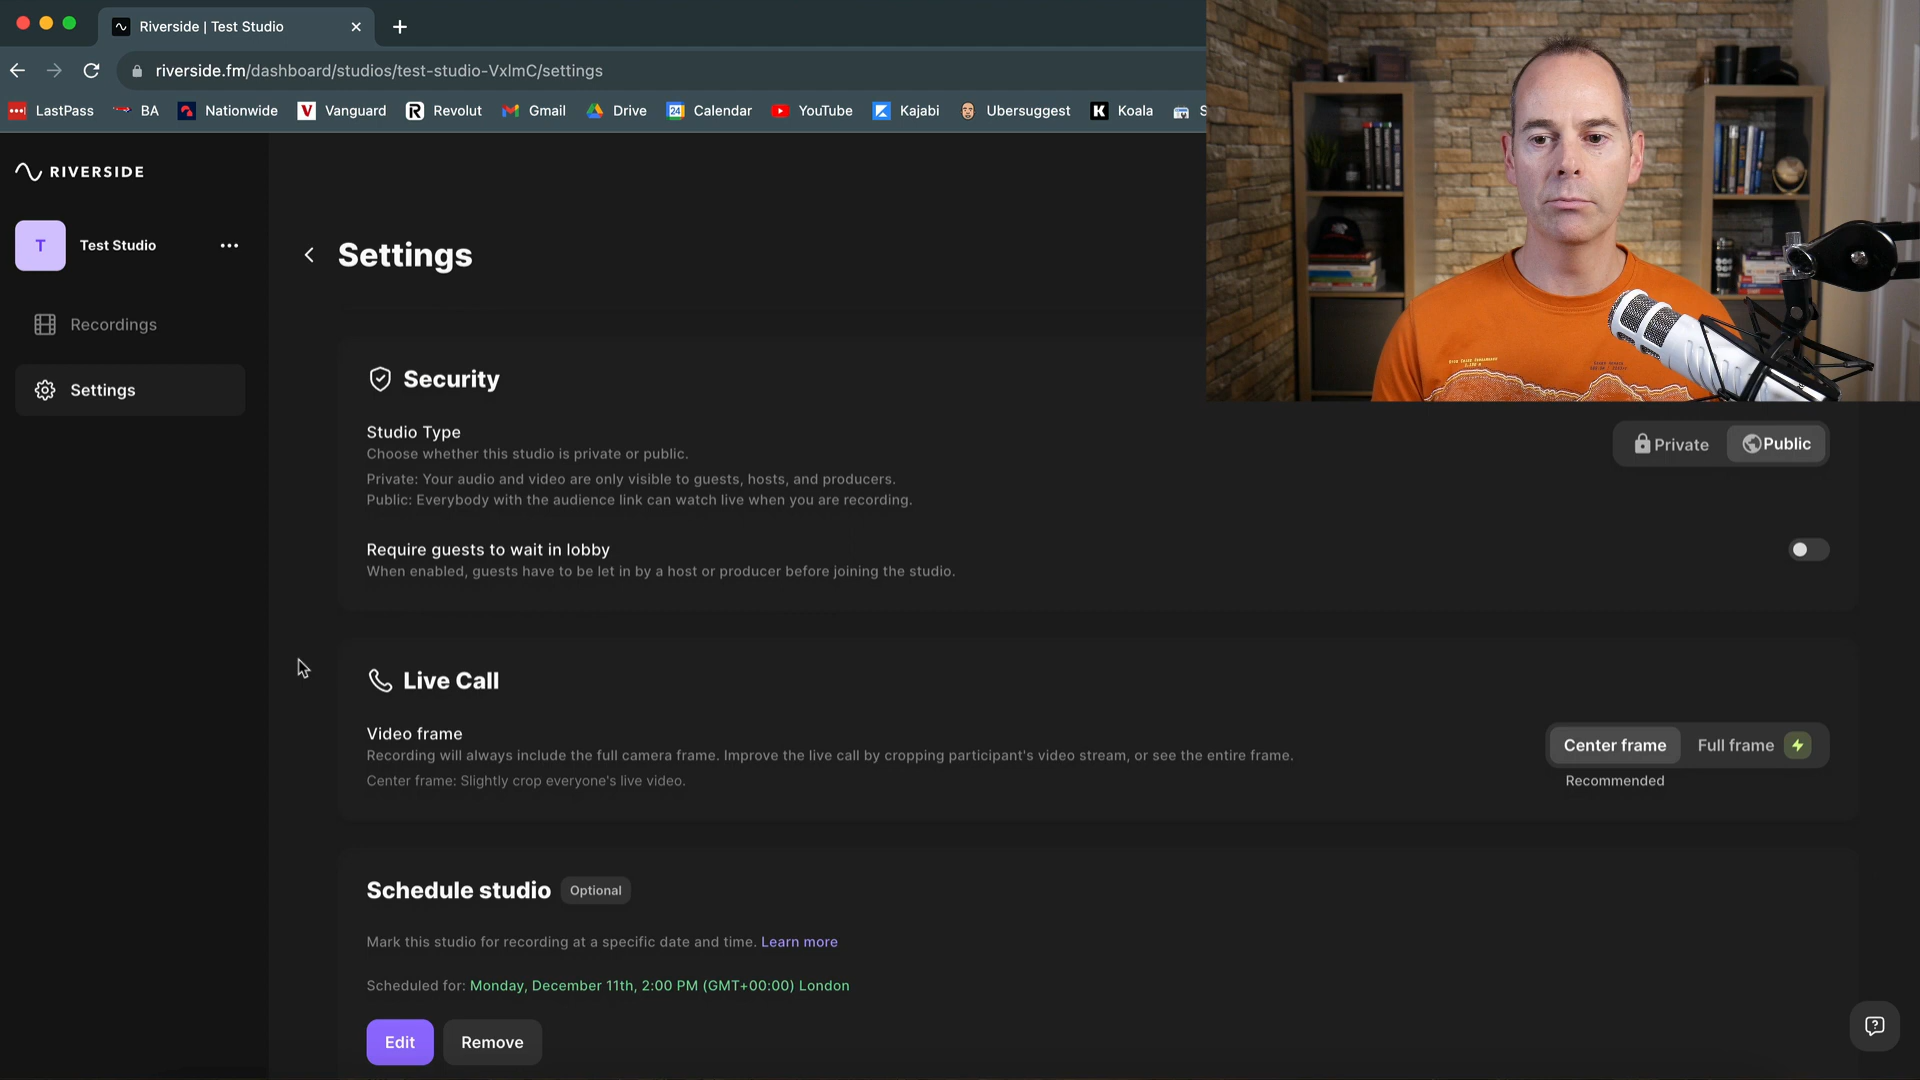 Riverside | Test Studio
riverside.fm/dashboard/studios/test-studio-VxlmC/settings
LastPass
BA
Nationwide
Vanguard
Revolut
Gmail
24
Calendar
Drive
YouTube
Kajabi
Ubersuggest
Koala
S
RIVERSIDE
T
Test Studio
Recordings
Settings
Settings
Security
Studio Type
Choose whether this studio is private or public.
Private: Your audio and video are only visible to guests, hosts, and producers.
Public: Everybody with the audience link can watch live when you are recording.
Private
Public
Require guests to wait in lobby
When enabled, guests have to be let in by a host or producer before joining the studio.
Live Call
Video frame
Recording will always include the full camera frame. Improve the live call by cropping participant's video stream, or see the entire frame.
Center frame: Slightly crop everyone's live video.
Center frame
Full frame
Recommended
Schedule studio
Optional
Mark this studio for recording at a specific date and time. Learn more
Scheduled for: Monday, December 11th, 2:00 PM (GMT+00:00) London
Edit
Remove